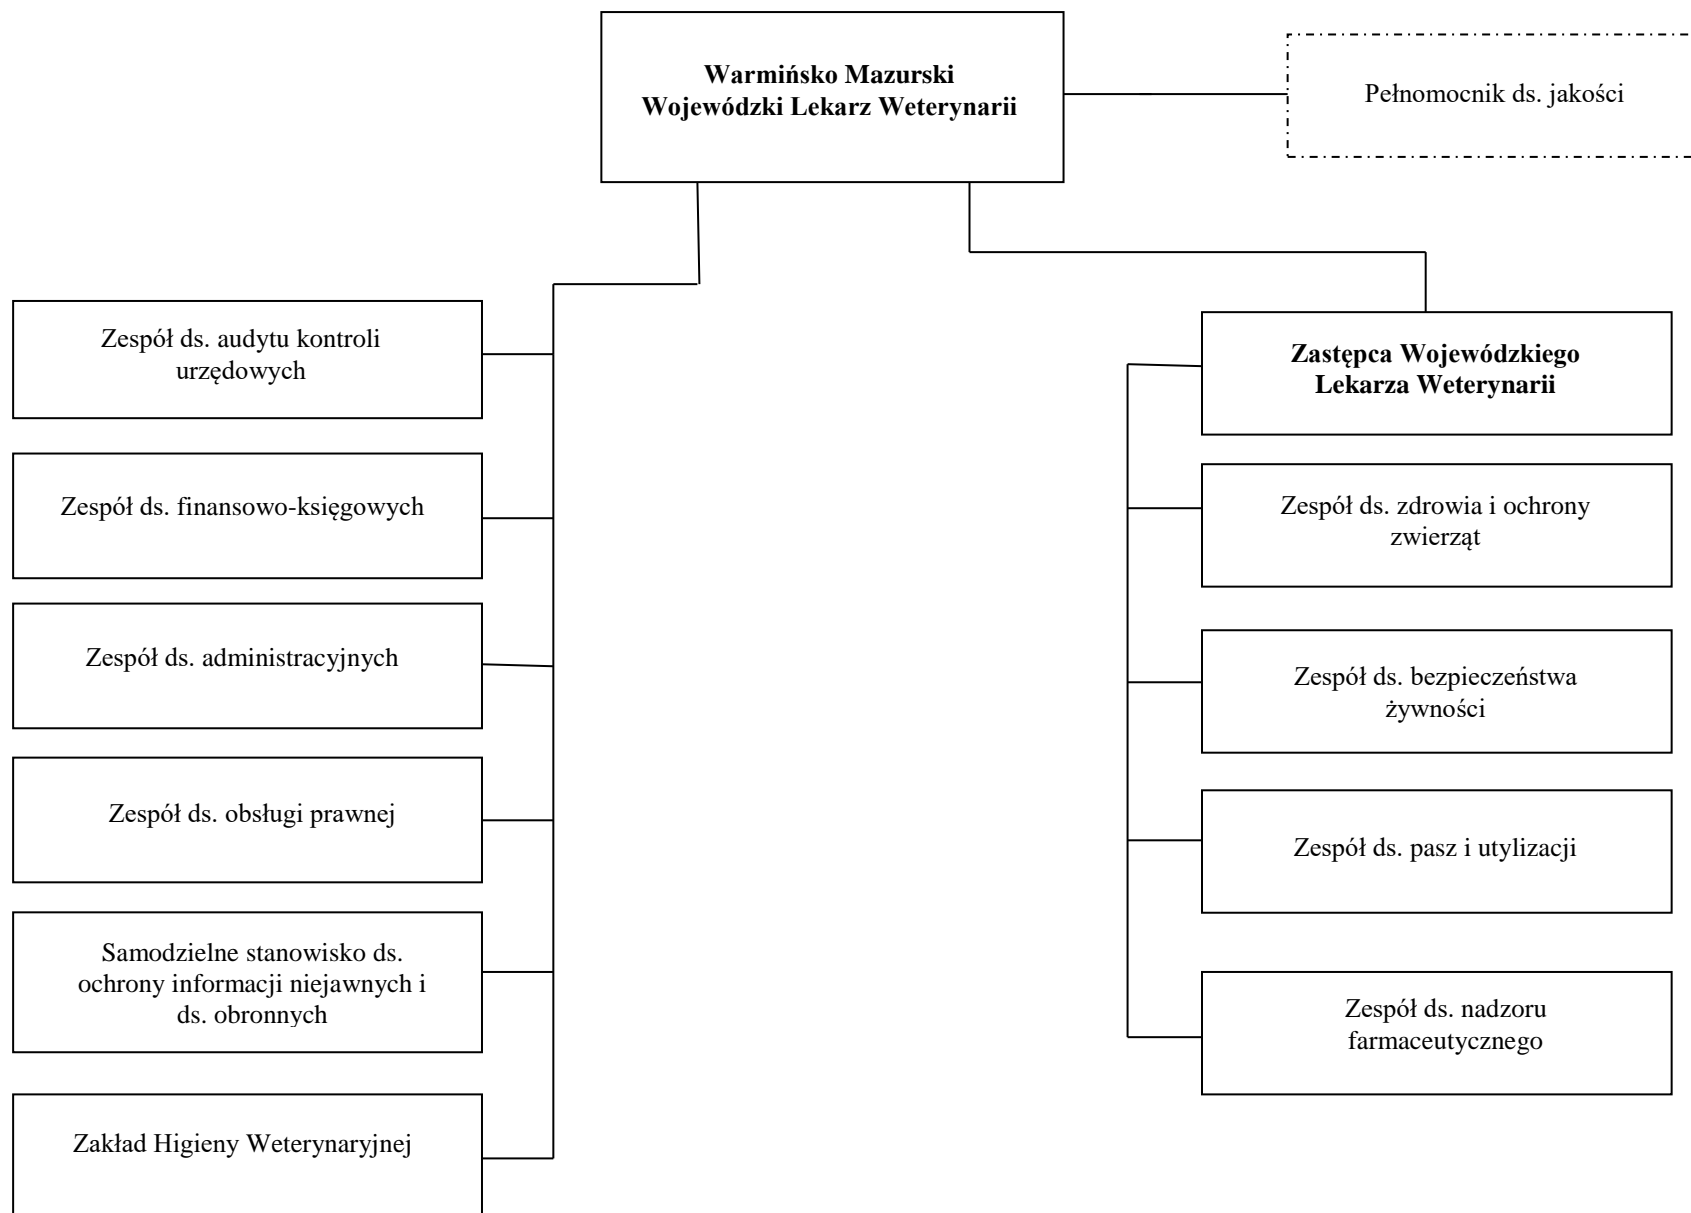 Warmińsko Mazurski
Wojewódzki Lekarz Weterynarii
Pełnomocnik ds. jakości
Zespół ds. audytu kontroli
urzędowych
Zespół ds. finansowo-księgowych
Zespół ds. administracyjnych
Zespół ds. obsługi prawnej
Samodzielne stanowisko ds.
ochrony informacji niejawnych i
ds. obronnych
Zakład Higieny Weterynaryjnej
Zastępca Wojewódzkiego
Lekarza Weterynarii
Zespół ds. zdrowia i ochrony
zwierząt
Zespół ds. bezpieczeństwa
żywności
Zespół ds. pasz i utylizacji
Zespół ds. nadzoru
farmaceutycznego